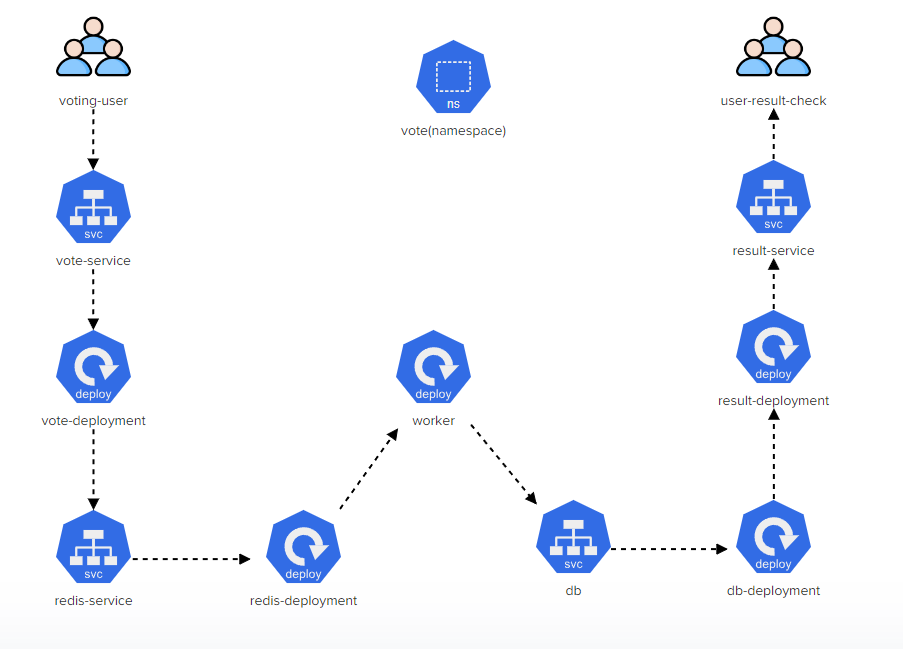 voting-user
ns
vote(namespace)
user-result-check
svc
vote-service
svc
result-service
deploy
vote-deployment
deploy
worker
deploy
result-deployment
svc
redis-service
deploy
redis-deployment
svc
db
deploy
db-deployment